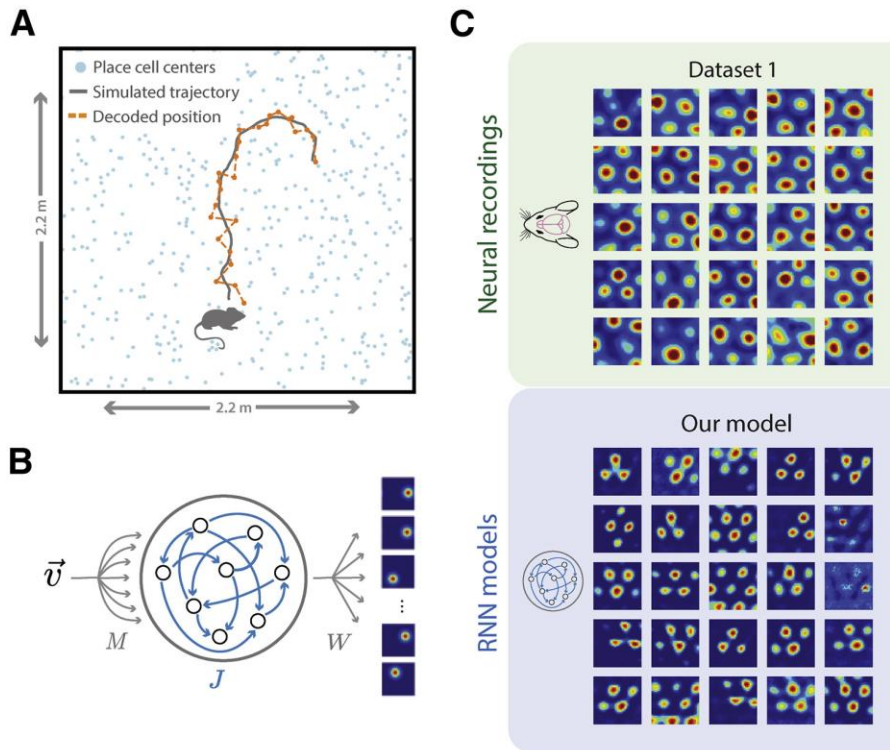 A
Place cell centers
Simulated trajectory
Decoded position
2.2 m
2.2 m
B
v⃗
M
J
W
...
C
Neural recordings
Dataset 1
RNN models
Our model